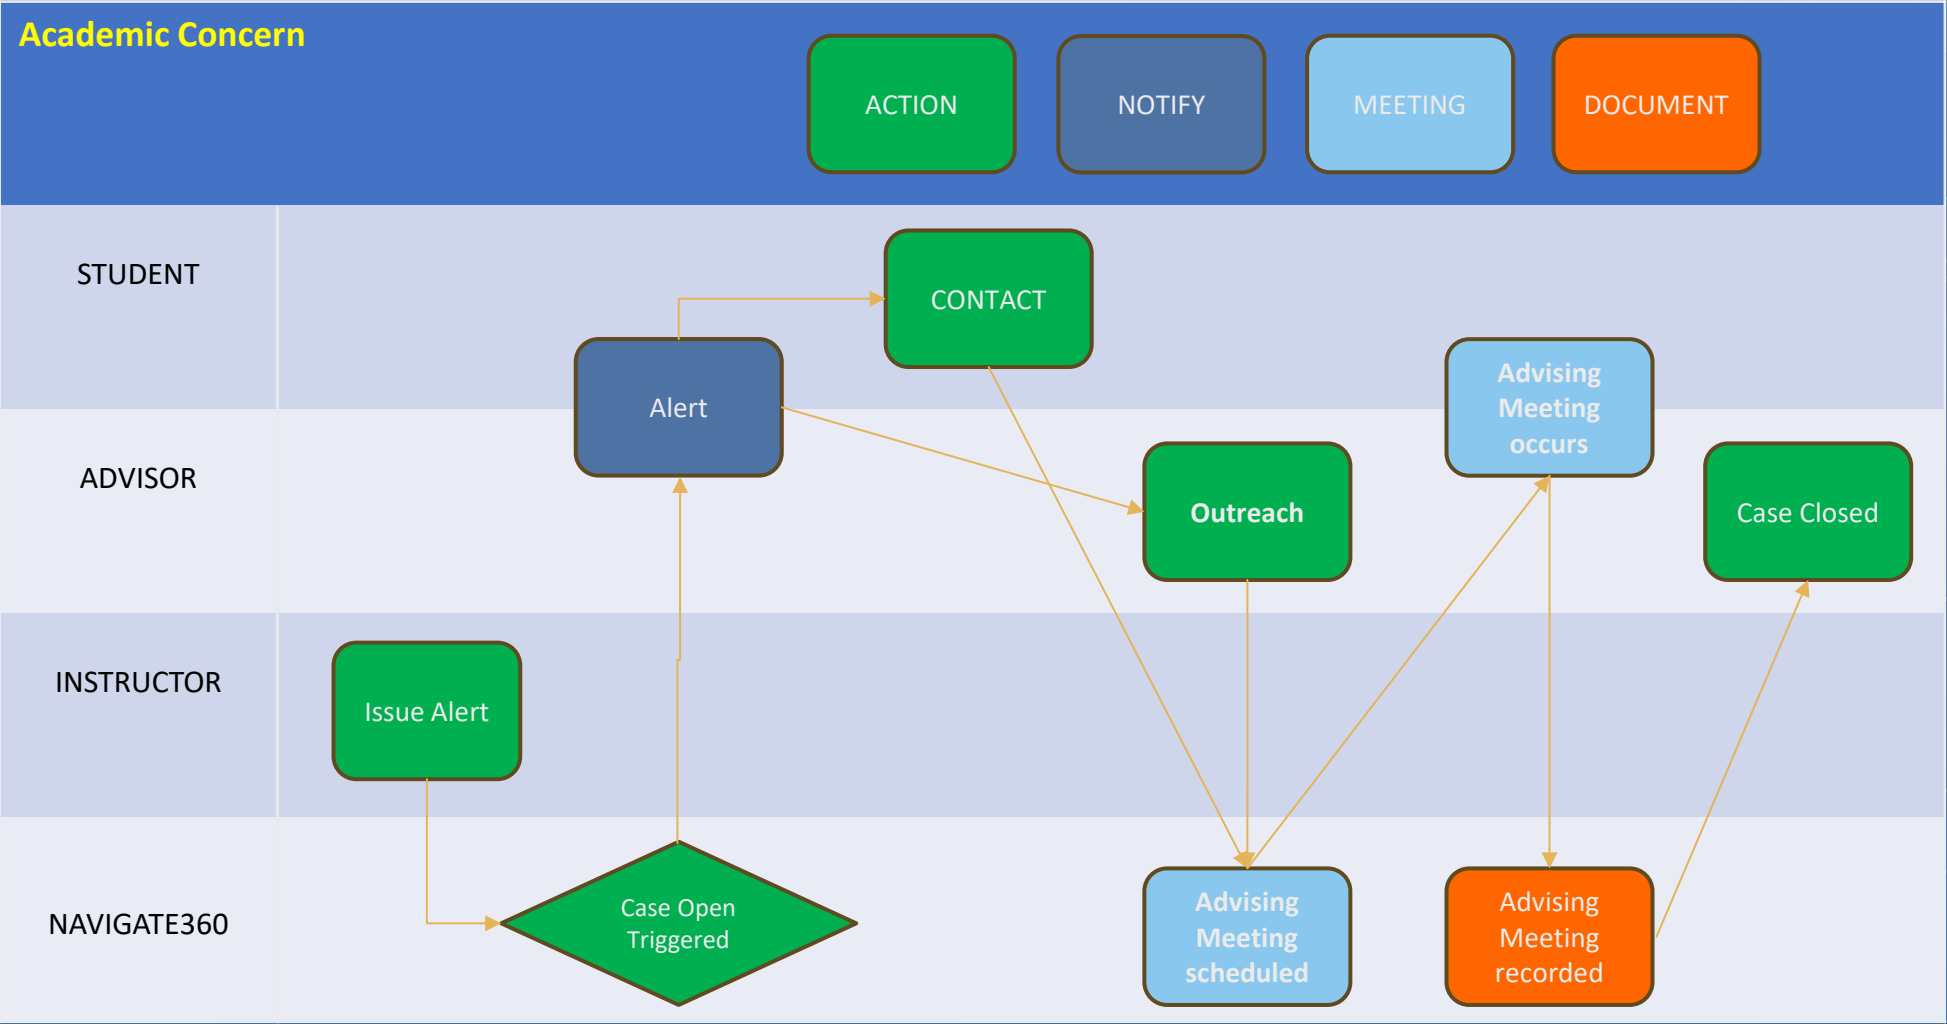 Academic Concern
ACTION
NOTIFY
MEETING
DOCUMENT
STUDENT
CONTACT
Alert
Advising
Meeting
occurs
ADVISOR
Outreach
Case Closed
INSTRUCTOR
Issue Alert
NAVIGATE360
Case Open
Triggered
Advising
Meeting
scheduled
Advising
Meeting
recorded